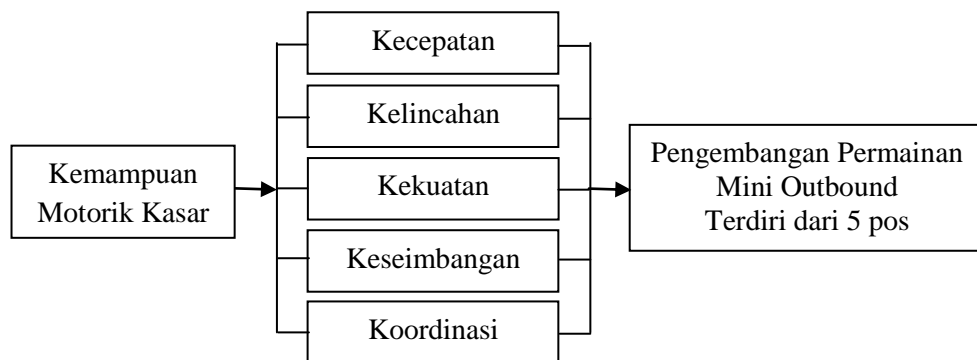 Kemampuan
Motorik Kasar
Kecepatan
Kelincahan
Kekuatan
Keseimbangan
Koordinasi
Pengembangan Permainan
Mini Outbound
Terdiri dari 5 pos